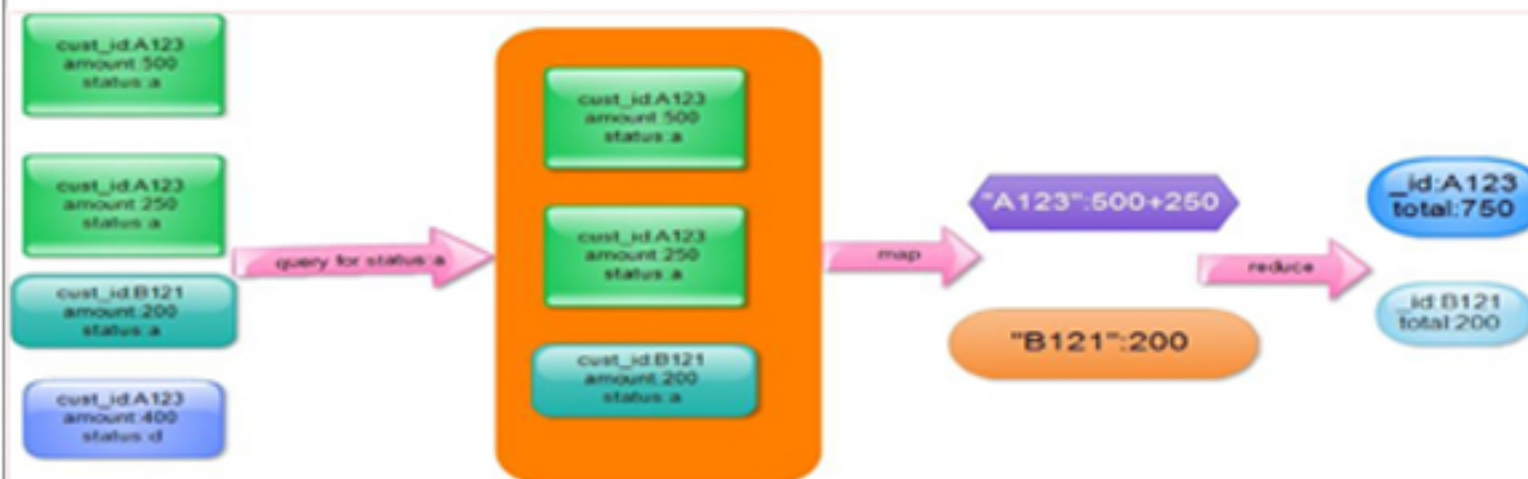 cust_id:A123
amount:500
status:a
cust_id:A123
amount:250
status:a
cust_id:B121
amount:200
status:a
cust_id:A123
amount:400
status:d
query for status:a
cust_id:A123
amount:500
status:a
cust_id:A123
amount:250
status:a
cust_id:B121
amount:200
status:a
map
"A123":500+250
"B121":200
reduce
_id:A123
total:750
_id:B121
total:200